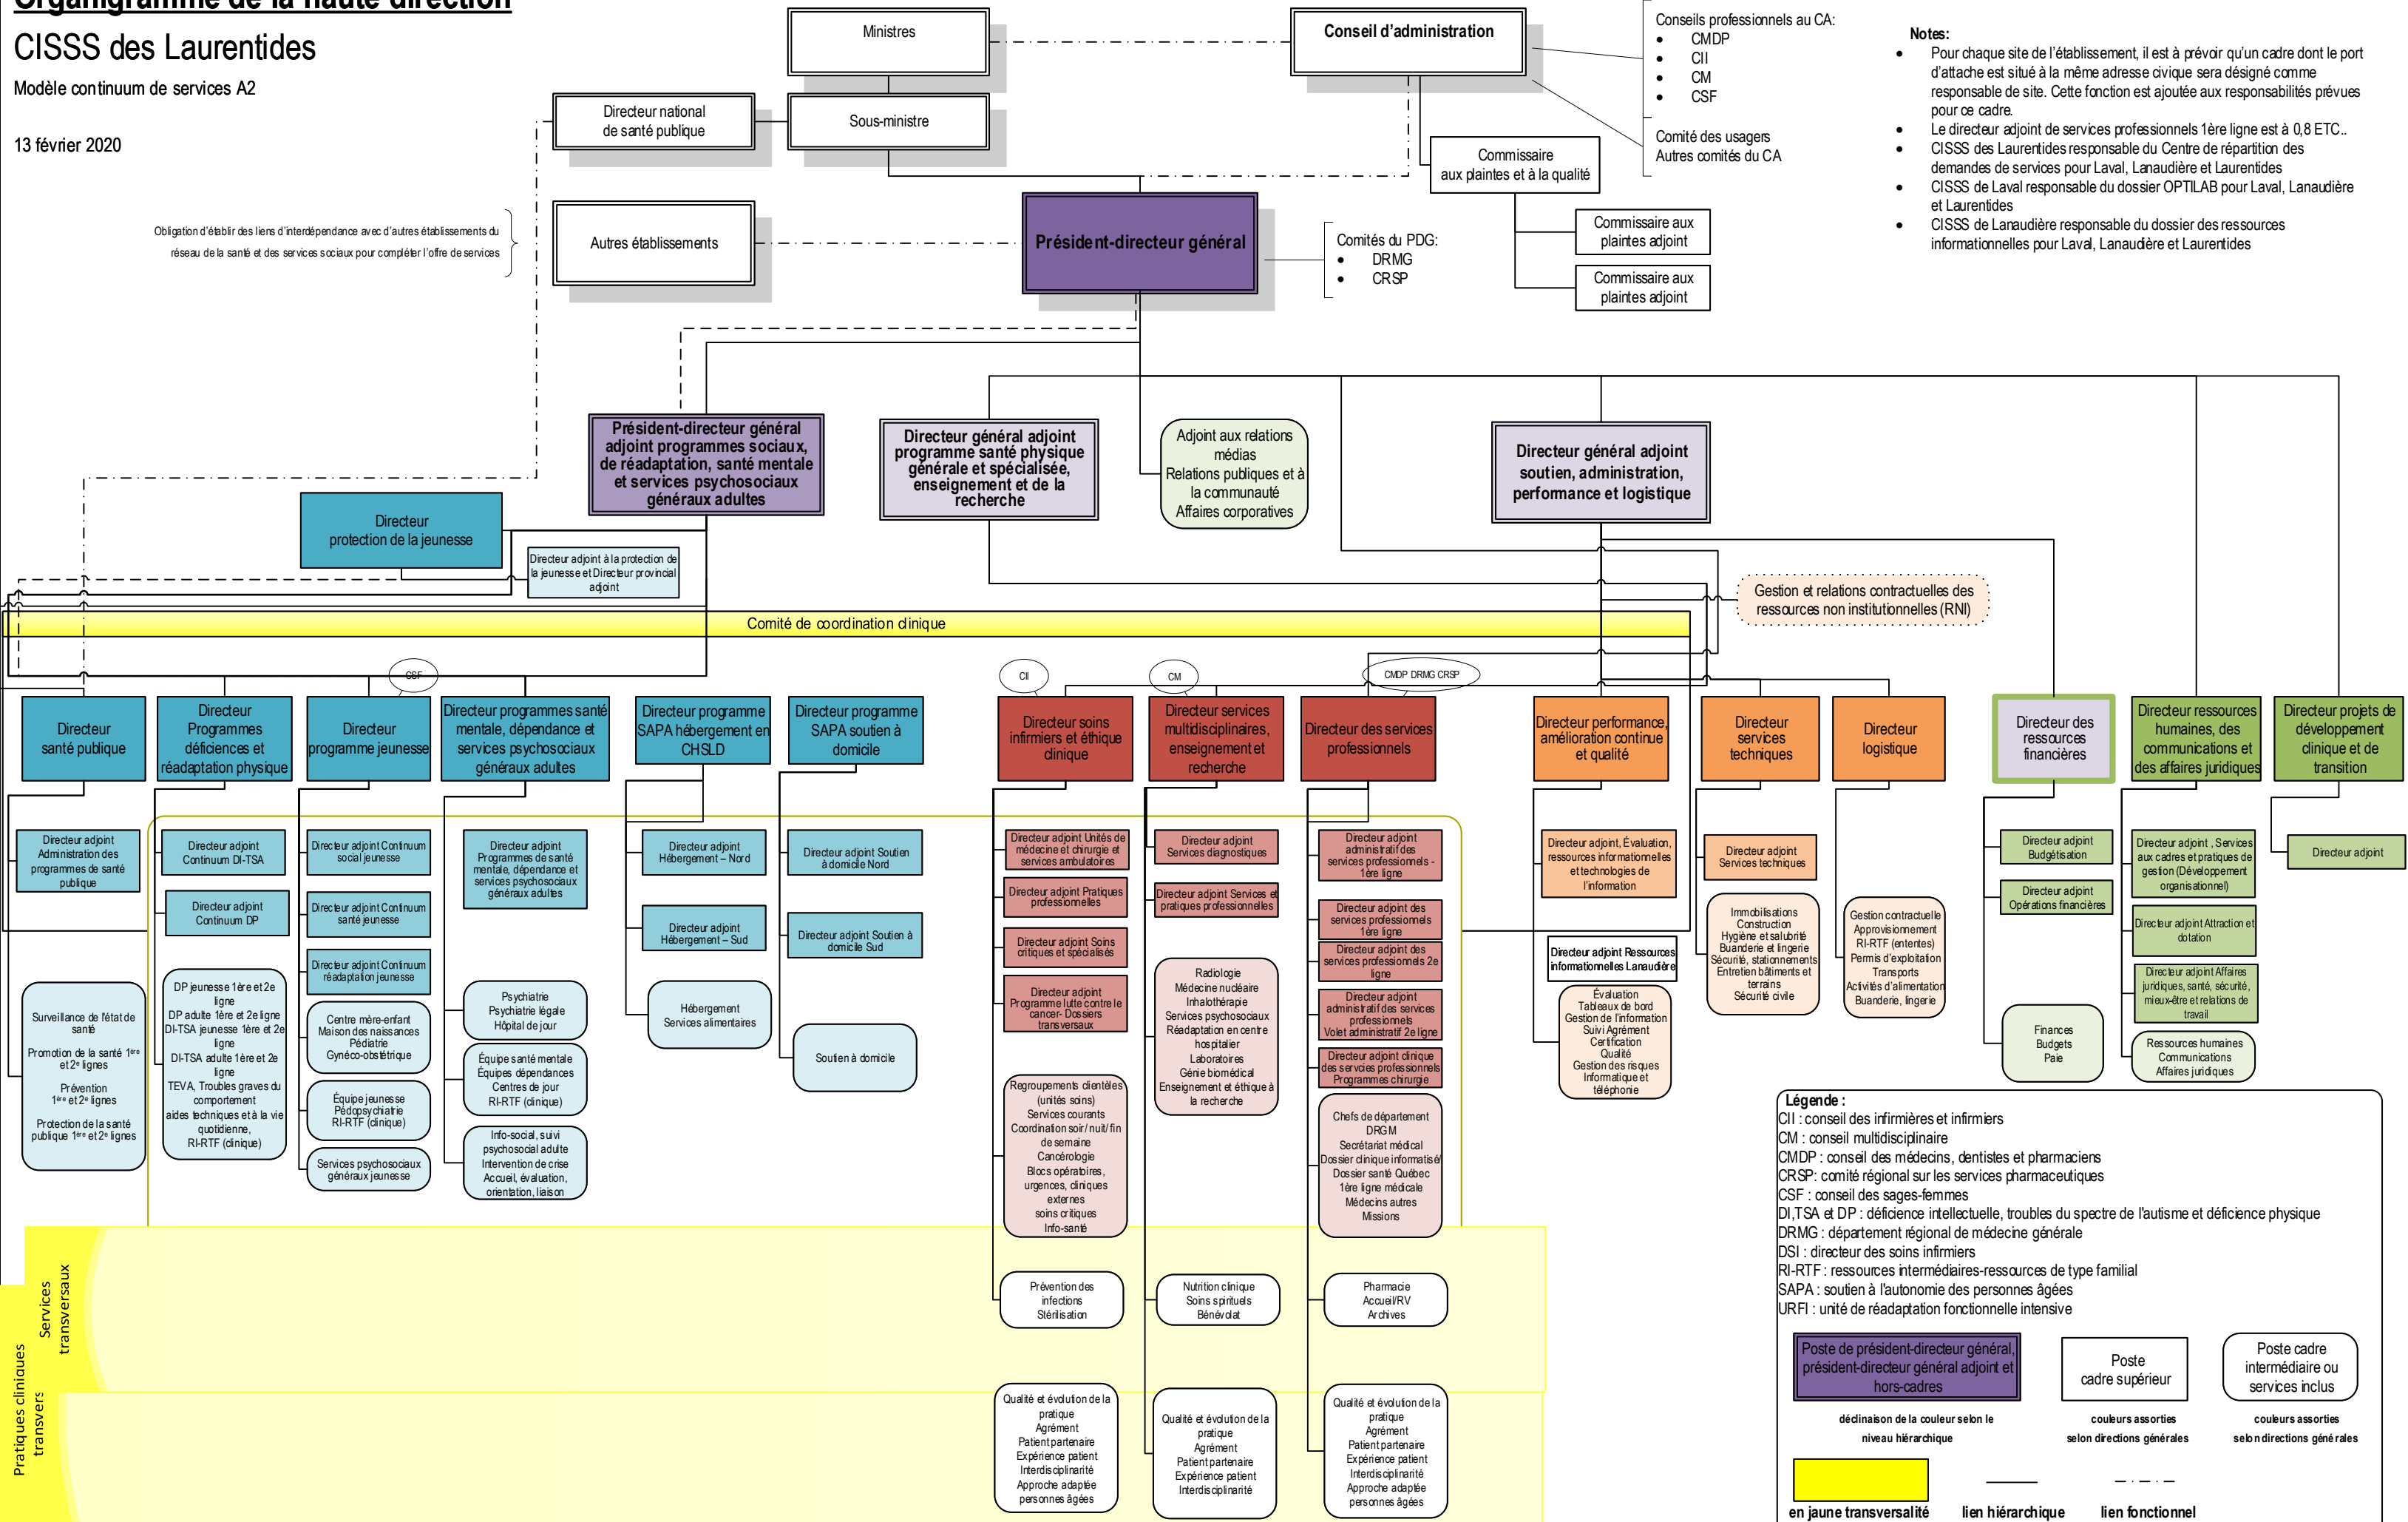 Organigramme de la haute direction
CISSS des Laurentides
Modèle continuum de services A2
13 février 2020
Ministres
Conseil d'administration
Directeur national
de santé publique
Sous-ministre
Conseils professionnels au CA:
• CMDP
• CII
• CM
• CSF
Comité des usagers
Autres comités du CA
Commissaire
aux plaintes et à la qualité
Commissaire aux
plaintes adjoint
Commissaire aux
plaintes adjoint
Notes:
• Pour chaque site de l'établissement, il est à prévoir qu'un cadre dont le port
d'attache est situé à la même adresse civique sera désigné comme
responsable de site. Cette fonction est ajoutée aux responsabilités prévues
pour ce cadre.
• Le directeur adjoint de services professionnels 1ère ligne est à 0,8 ETC..
• CISSS des Laurentides responsable du Centre de répartition des
demandes de services pour Laval, Lanaudière et Laurentides
• CISSS de Laval responsable du dossier OPTILAB pour Laval, Lanaudière
et Laurentides
• CISSS de Lanaudière responsable du dossier des ressources
informationnelles pour Laval, Lanaudière et Laurentides
Obligation d'établir des liens d'interdépendance avec d'autres établissements du
réseau de la santé et des services sociaux pour compléter l'offre de services
Autres établissements
Président-directeur général
Comités du PDG:
• DRMG
• CRSP
Président-directeur général
adjoint programmes sociaux,
de réadaptation, santé mentale
et services psychosociaux
généraux adultes
Directeur général adjoint
programme santé physique
générale et spécialisée,
enseignement et de la
recherche
Adjoint aux relations
médias
Relations publiques et à
la communauté
Affaires corporatives
Directeur général adjoint
soutien, administration,
performance et logistique
Directeur
protection de la jeunesse
Directeur adjoint à la protection de
la jeunesse et Directeur provincial
adjoint
Gestion et relations contractuelles des
ressources non institutionnelles (RNI)
Comité de coordination clinique
CSF
CII
CM
CMDP DRMG CRSP
Directeur
santé publique
Directeur
Programmes
déficiences et
réadaptation physique
Directeur
programme jeunesse
Directeur programmes santé
mentale, dépendance et
services psychosociaux
généraux adultes
Directeur programme
SAPA hébergement en
CHSLD
Directeur programme
SAPA soutien à
domicile
Directeur soins
infirmiers et éthique
clinique
Directeur services
multidisciplinaires,
enseignement et
recherche
Directeur des services
professionnels
Directeur performance,
amélioration continue
et qualité
Directeur
services
techniques
Directeur
logistique
Directeur des
ressources
financières
Directeur ressources
humaines, des
communications et
des affaires juridiques
Directeur projets de
développement
clinique et de
transition
Directeur adjoint
Administration des
programmes de santé
publique
Surveillance de l'état de
santé
Promotion de la santé 1ère
et 2e lignes
Prévention
1ère et 2e lignes
Protection de la santé
publique 1ère et 2e lignes
Directeur adjoint
Continuum DI-TSA
Directeur adjoint
Continuum DP
DP jeunesse 1ère et 2e
ligne
DP adulte 1ère et 2e ligne
DI-TSA jeunesse 1ère et 2e
ligne
DI-TSA adulte 1ère et 2e
ligne
TEVA, Troubles graves du
comportement
aides techniques et à la vie
quotidienne,
RI-RTF (clinique)
Directeur adjoint Continuum
social jeunesse
Directeur adjoint Continuum
santé jeunesse
Directeur adjoint Continuum
réadaptation jeunesse
Centre mère-enfant
Maison des naissances
Pédiatrie
Gynéco-obstétrique
Équipe jeunesse
Pédopsychiatrie
RI-RTF (clinique)
Services psychosociaux
généraux jeunesse
Directeur adjoint
Programmes de santé
mentale, dépendance et
services psychosociaux
généraux adultes
Psychiatrie
Psychiatrie légale
Hôpital de jour
Équipe santé mentale
Équipes dépendances
Centres de jour
RI-RTF (clinique)
Info-social, suivi
psychosocial adulte
Intervention de crise
Accueil, évaluation,
orientation, liaison
Directeur adjoint
Hébergement – Nord
Directeur adjoint
Hébergement – Sud
Hébergement
Services alimentaires
Directeur adjoint Soutien
à domicile Nord
Directeur adjoint Soutien à
domicile Sud
Soutien à domicile
Directeur adjoint Unités de
médecine et chirurgie et
services ambulatoires
Directeur adjoint Pratiques
professionnelles
Directeur adjoint Soins
critiques et spécialisés
Directeur adjoint
Programme lutte contre le
cancer- Dossiers
transversaux
Regroupements clientèles
(unités soins)
Services courants
Coordination soir/ nuit/ fin
de semaine
Cancérologie
Blocs opératoires,
urgences, cliniques
externes
soins critiques
Info-santé
Prévention des
infections
Stérilisation
Qualité et évolution de la
pratique
Agrément
Patient partenaire
Expérience patient
Interdisciplinarité
Approche adaptée
personnes âgées
Directeur adjoint
Services diagnostiques
Directeur adjoint Services et
pratiques professionnelles
Radiologie
Médecine nucléaire
Inhalothérapie
Services psychosociaux
Réadaptation en centre
hospitalier
Laboratoires
Génie biomédical
Enseignement et éthique à
la recherche
Nutrition clinique
Soins spirituels
Bénévolat
Qualité et évolution de la
pratique
Agrément
Patient partenaire
Expérience patient
Interdisciplinarité
Directeur adjoint
administratif des
services professionnels -
1ère ligne
Directeur adjoint des
services professionnels
1ère ligne
Directeur adjoint des
services professionnels 2e
ligne
Directeur adjoint
administratif des services
professionnels
Volet administratif 2e ligne
Directeur adjoint clinique
des servcies professionnels
Programmes chirurgie
Chefs de département
DRGM
Secrétariat médical
Dossier clinique informatisé/
Dossier santé Québec
1ère ligne médicale
Médecins autres
Missions
Pharmacie
Accueil/RV
Archives
Qualité et évolution de la
pratique
Agrément
Patient partenaire
Expérience patient
Interdisciplinarité
Approche adaptée
personnes âgées
Directeur adjoint, Évaluation,
ressources informationnelles
et technologies de
l'information
Directeur adjoint Ressources
informationnelles Lanaudière
Évaluation
Tableaux de bord
Gestion de l'information
Suivi Agrément
Certification
Qualité
Gestion des risques
Informatique et
téléphonie
Directeur adjoint
Services techniques
Immobilisations
Construction
Hygiène et salubrité
Buanderie et lingerie
Sécurité, stationnements
Entretien bâtiments et
terrains
Sécurité civile
Gestion contractuelle
Approvisionnement
RI-RTF (ententes)
Permis d'exploitation
Transports
Activités d'alimentation
Buanderie, lingerie
Directeur adjoint
Budgétisation
Directeur adjoint
Opérations financières
Finances
Budgets
Paie
Directeur adjoint , Services
aux cadres et pratiques de
gestion (Développement
organisationnel)
Directeur adjoint Attraction et
dotation
Directeur adjoint Affaires
juridiques, santé, sécurité,
mieux-être et relations de
travail
Ressources humaines
Communications
Affaires juridiques
Directeur adjoint
Services
transversaux
Pratiques cliniques
transvers
Légende :
CII : conseil des infirmières et infirmiers
CM : conseil multidisciplinaire
CMDP : conseil des médecins, dentistes et pharmaciens
CRSP: comité régional sur les services pharmaceutiques
CSF : conseil des sages-femmes
DI,TSA et DP : déficience intellectuelle, troubles du spectre de l'autisme et déficience physique
DRMG : département régional de médecine générale
DSI : directeur des soins infirmiers
RI-RTF : ressources intermédiaires-ressources de type familial
SAPA : soutien à l'autonomie des personnes âgées
URFI : unité de réadaptation fonctionnelle intensive
Poste de président-directeur général,
président-directeur général adjoint et
hors-cadres
Poste
cadre supérieur
Poste cadre
intermédiaire ou
services inclus
déclinaison de la couleur selon le
niveau hiérarchique
couleurs assorties
selon directions générales
couleurs assorties
selon directions générales
en jaune transversalité
lien hiérarchique
lien fonctionnel